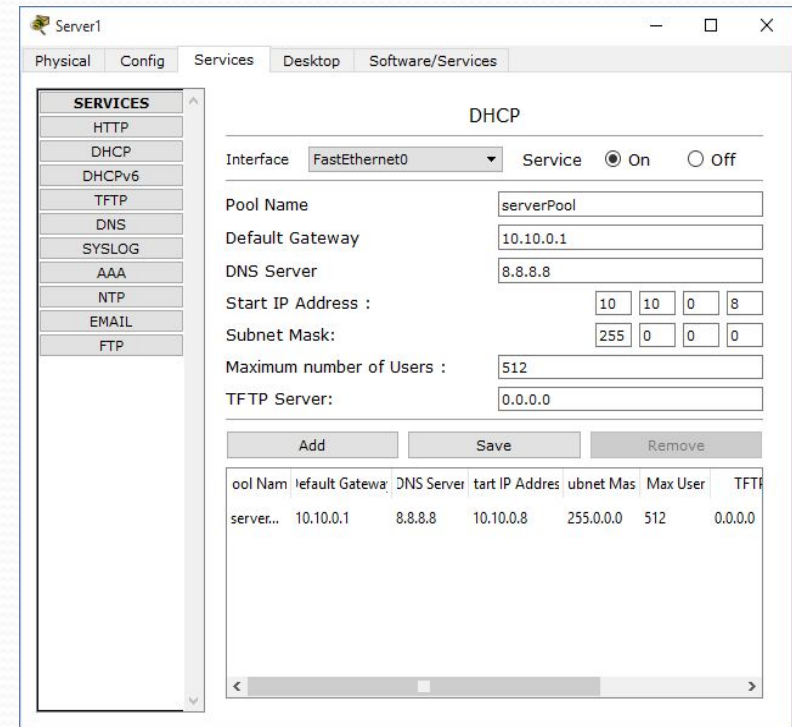 Server1
Physical Config Services Desktop Software/Services
SERVICES
HTTP
DHCP
DHCPv6
TFTP
DNS
SYSLOG
AAA
NTP
EMAIL
FTP
DHCP
Interface FastEthernet0 Service On Off
Pool Name serverPool
Default Gateway 10.10.0.1
DNS Server 8.8.8.8
Start IP Address : 10 10 0 8
Subnet Mask: 255 0 0 0
Maximum number of Users : 512
TFTP Server: 0.0.0.0
Add Save Remove
ool Nam efault Gateway DNS Server tart IP Addres ubnet Mas Max User TFTP
server... 10.10.0.1 8.8.8.8 10.10.0.8 255.0.0.0 512 0.0.0.0